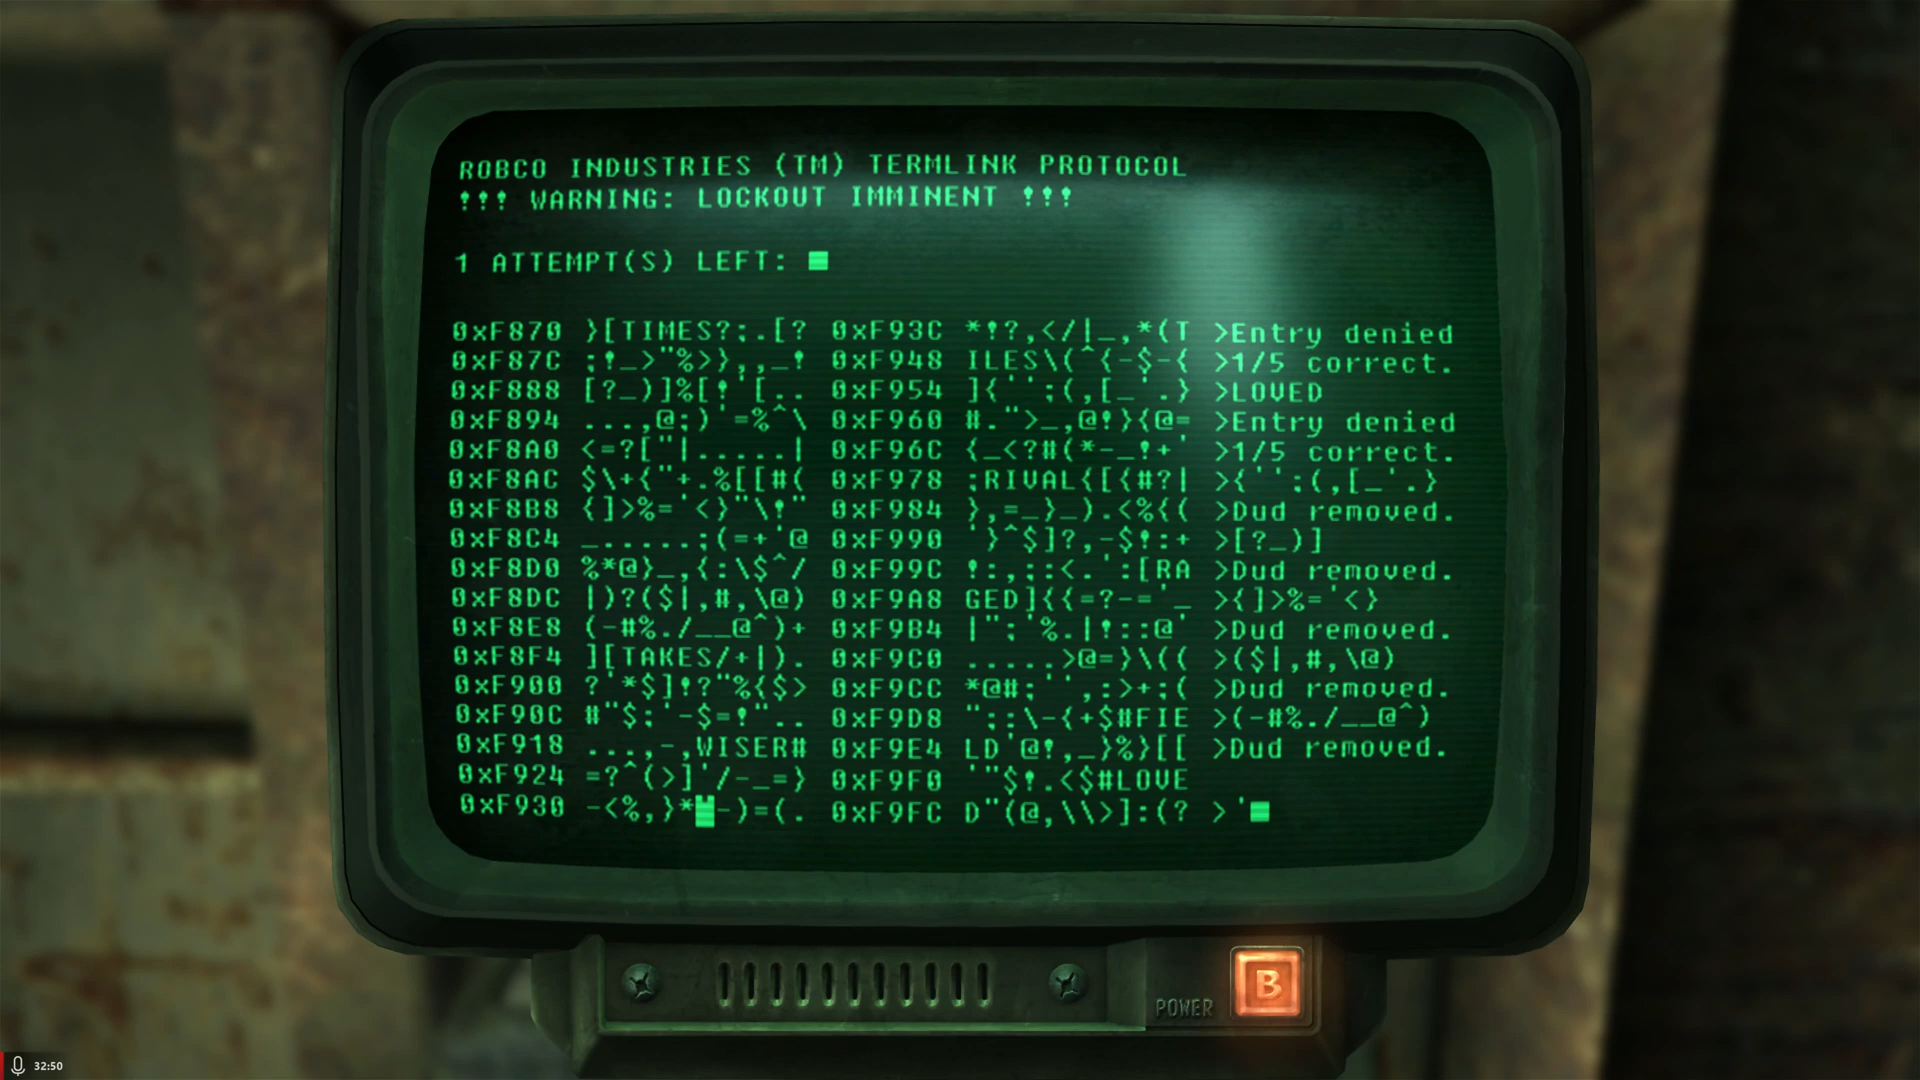 ROBCO INDUSTRIES (TM) TERMLINK PROTOCOL
!!! WARNING: LOCKOUT IMMINENT !!!
1 ATTEMPT(S) LEFT:
0xF870 }[TIMES?;.[? 0xF93C *!?,</|_,*(T >Entry denied
0xF87C ;!_>"%>},,_! 0xF948 ILES\(^{-$-{ >1/5 correct.
0xF888 [?_)]%[!'[.. 0xF954 ]{'';(,[_'.} >LOVED
0xF894 ...,@;)'=%^\ 0xF960 #.">_,@!}{@= >Entry denied
0xF8A0 <=?["|.....| 0xF96C {_<?#(*-_!+' >1/5 correct.
0xF8AC $\+{"+.%[[#( 0xF978 ;RIVAL{[{#?| >{'';(,[_'.}
0xF8B8 {]>%='<}"\!" 0xF984 },=_}_).<%{( >Dud removed.
0xF8C4 _.....;(=+'@ 0xF990 '}^$]?,-$!:+ >[?_)]
0xF8D0 %*@}_,{:\$^/ 0xF99C !:,;:<.':[RA >Dud removed.
0xF8DC |)?($|,#,\@) 0xF9A8 GED]{{=?-='_ >{]>%='<}
0xF8E8 (-#%./__@^)+ 0xF9B4 |";'%.|!::@' >Dud removed.
0xF8F4 ][TAKES/+|). 0xF9C0 .....>@=}\(( >($|,#,\@)
0xF900 ?'*$]!?"%{$> 0xF9CC *@#;'',:>+;( >Dud removed.
0xF90C #"$;'-$=!".. 0xF9D8 ";:\-{+$#FIE >(-#%./__@^)
0xF918 ...,-,WISER# 0xF9E4 LD'@!,_}%}[[ >Dud removed.
0xF924 =?^(>]'/-_=} 0xF9F0 '"$!.<$#LOVE
0xF930 -<%,}*'-)=(. 0xF9FC D"(@,\\>]:(? >'
POWER B
32:50